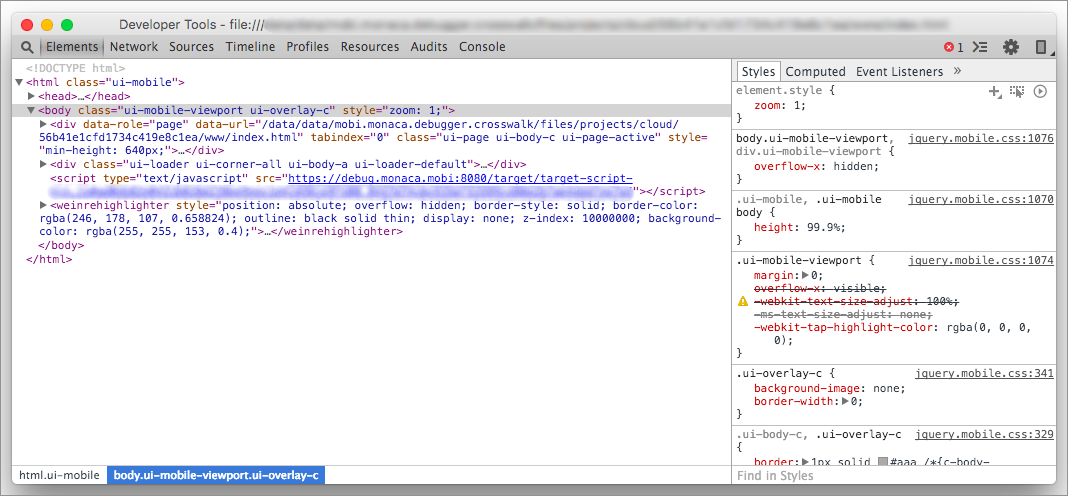 Developer Tools - file:///
Elements Network Sources Timeline Profiles Resources Audits Console 1
<!DOCTYPE html>
<html class="ui-mobile">
<head>…</head>
<body class="ui-mobile-viewport ui-overlay-c" style="zoom: 1;">
<div data-role="page" data-url="/data/data/mobi.monaca.debugger.crosswalk/files/projects/cloud/
56b41e1cfd1734c419e8c1ea/www/index.html" tabindex="0" class="ui-page ui-body-c ui-page-active" style=
"min-height: 640px;">…</div>
<div class="ui-loader ui-corner-all ui-body-a ui-loader-default">…</div>
<script type="text/javascript" src="https://debug.monaca.mobi:8080/target/target-script-
"></script>
<weinrehighlighter style="position: absolute; overflow: hidden; border-style: solid; border-color:
rgba(246, 178, 107, 0.658824); outline: black solid thin; display: none; z-index: 10000000; background-
color: rgba(255, 255, 153, 0.4);">…</weinrehighlighter>
</body>
</html>
html.ui-mobile body.ui-mobile-viewport.ui-overlay-c
Styles Computed Event Listeners »
element.style {
zoom: 1;
}
body.ui-mobile-viewport, jquery.mobile.css:1076
div.ui-mobile-viewport {
overflow-x: hidden;
}
.ui-mobile, .ui-mobile jquery.mobile.css:1070
body {
height: 99.9%;
}
.ui-mobile-viewport { jquery.mobile.css:1074
margin: 0;
overflow-x: visible;
-webkit-text-size-adjust: 100%;
-ms-text-size-adjust: none;
-webkit-tap-highlight-color: rgba(0, 0, 0,
0);
}
.ui-overlay-c { jquery.mobile.css:341
background-image: none;
border-width: 0;
}
.ui-body-c, .ui-overlay-c jquery.mobile.css:329
{
border: 1px solid #aaa /*{c-body-
Find in Styles